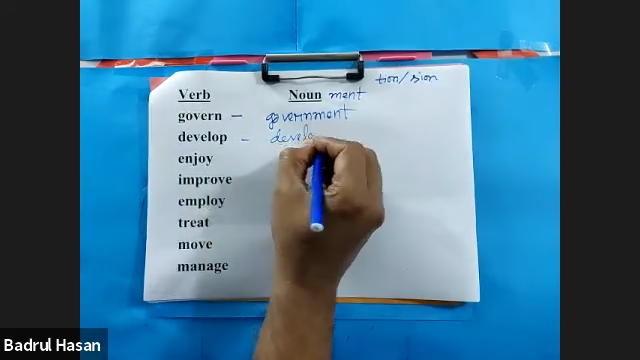 tion/sion
Verb Noun ment
govern – government
develop – develo
enjoy
improve
employ
treat
move
manage
Badrul Hasan